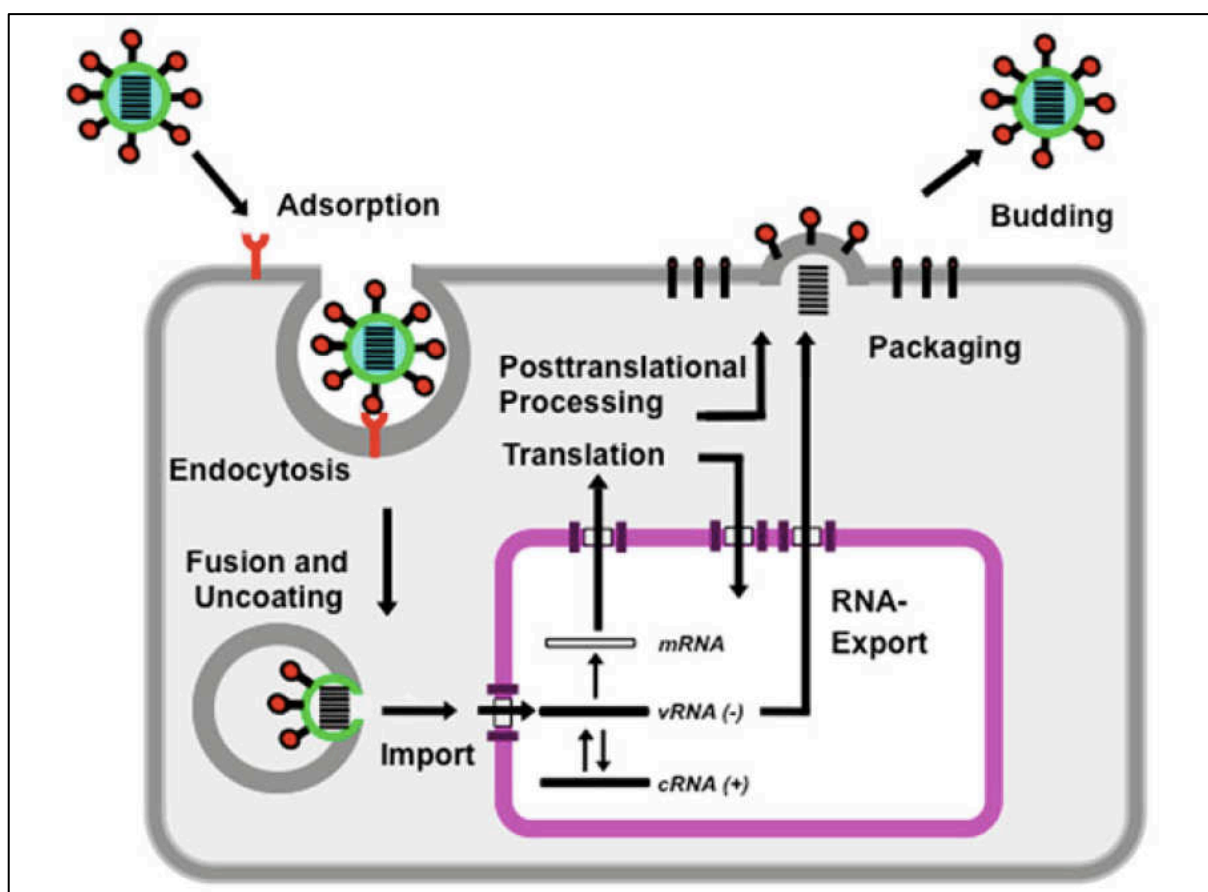 Adsorption
Budding
Packaging
Posttranslational
Processing
Translation
Endocytosis
Fusion and
Uncoating
RNA-
Export
mRNA
vRNA (-)
Import
cRNA (+)